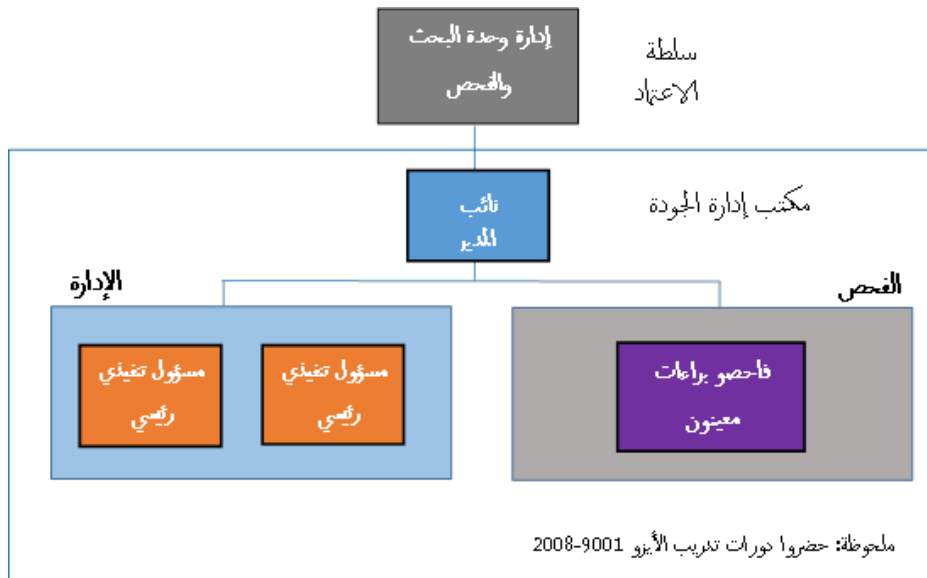 إدارة وحدة البحث
والفحص
سلطة
الاعتماد
نائب
المدير
مكتب إدارة الجودة
الفحص
الإدارة
فاحصو براءات
معينون
مسؤول تنفيذي
رئيسي
مسؤول تنفيذي
رئيسي
ملحوظة: حضروا دورات تدريب الأيزو 9001-2008